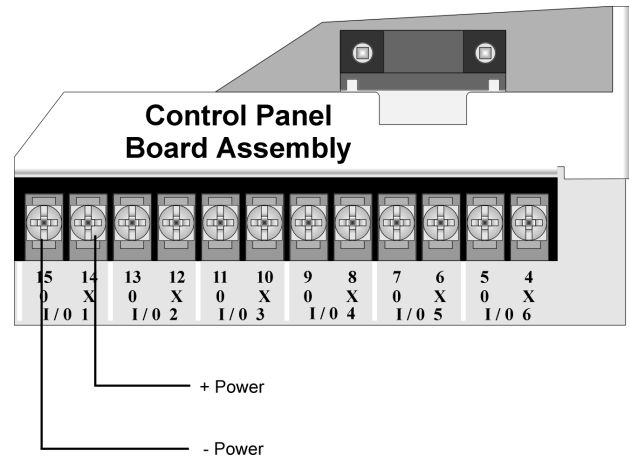 Control Panel
Board Assembly
15 14 13 12 11 10 9 8 7 6 5 4
0 X 0 X 0 X 0 X 0 X 0 X
I / 0 1 I / 0 2 I / 0 3 I / 0 4 I / 0 5 I / 0 6
+ Power
- Power